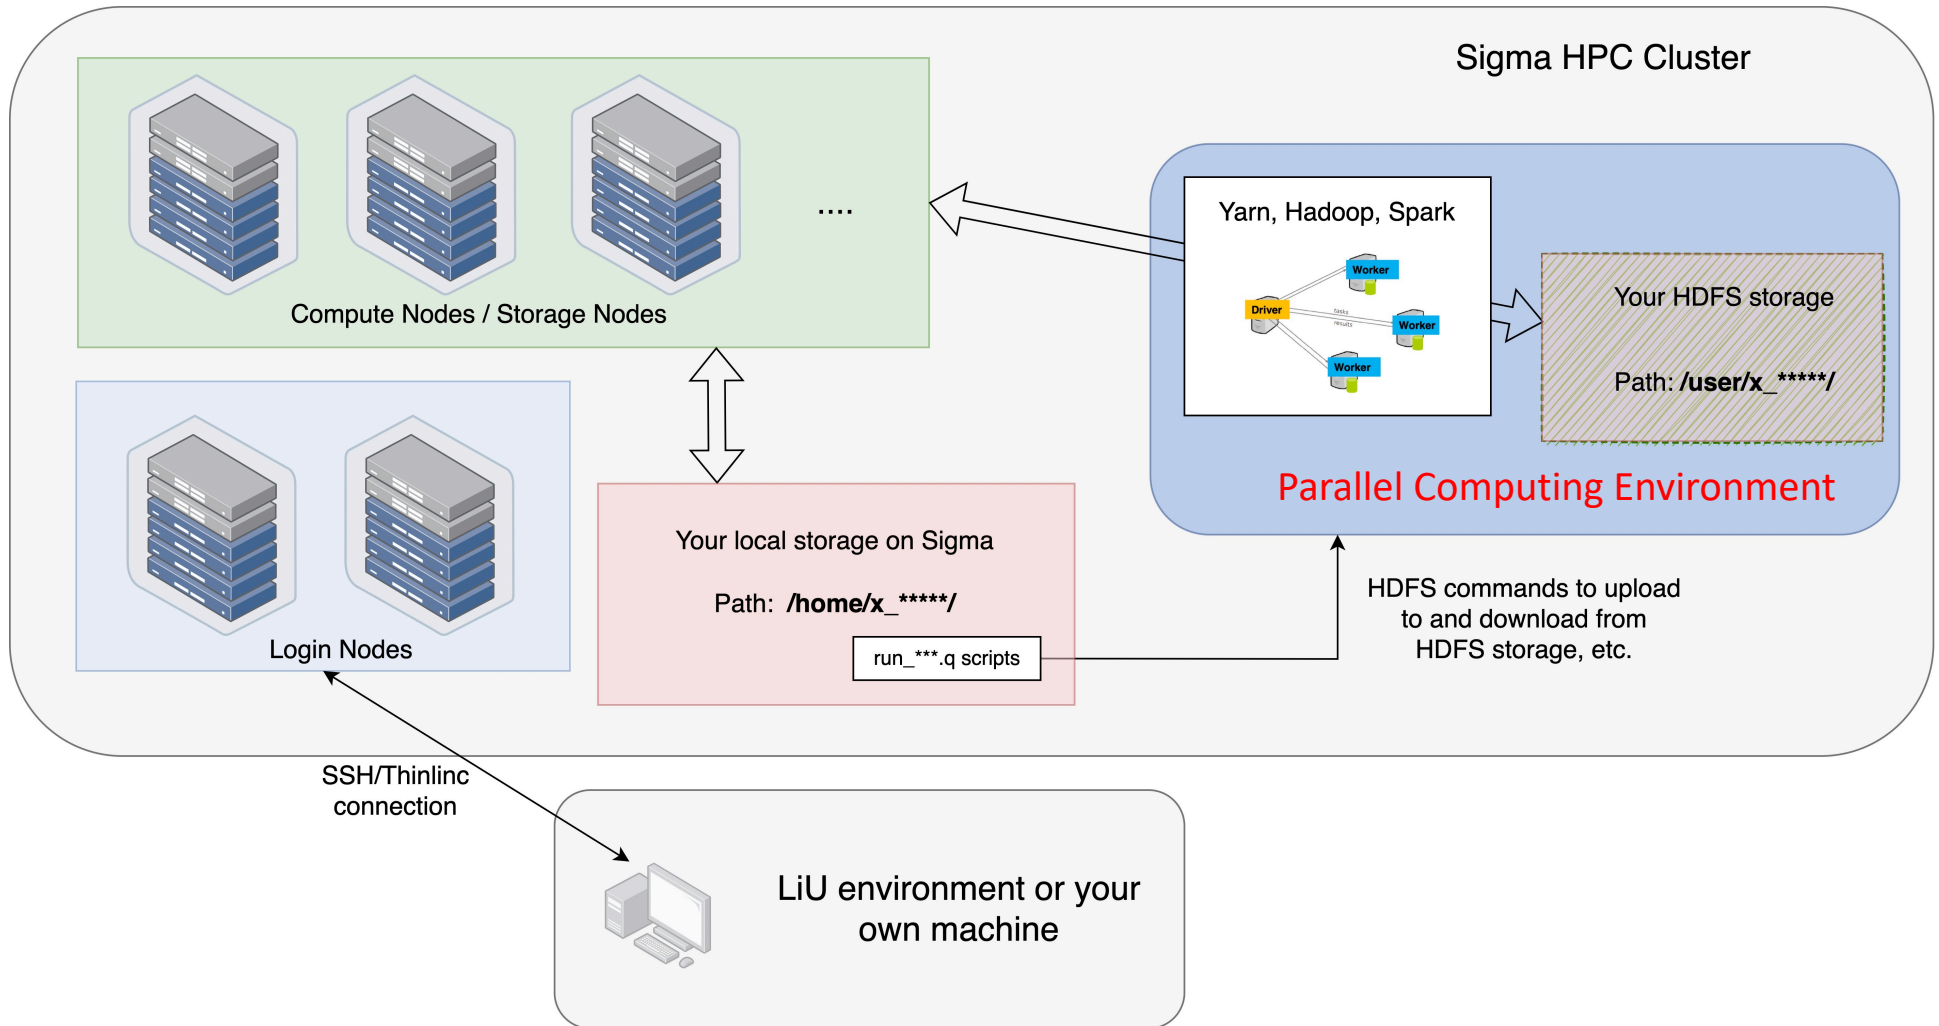 Sigma HPC Cluster
....
Compute Nodes / Storage Nodes
Yarn, Hadoop, Spark
Worker
Driver
tasks
results
Worker
Worker
Your HDFS storage
Path: /user/x_*****/
Parallel Computing Environment
Login Nodes
Your local storage on Sigma
Path: /home/x_*****/
run_***.q scripts
HDFS commands to upload
to and download from
HDFS storage, etc.
SSH/Thinlinc
connection
LiU environment or your
own machine